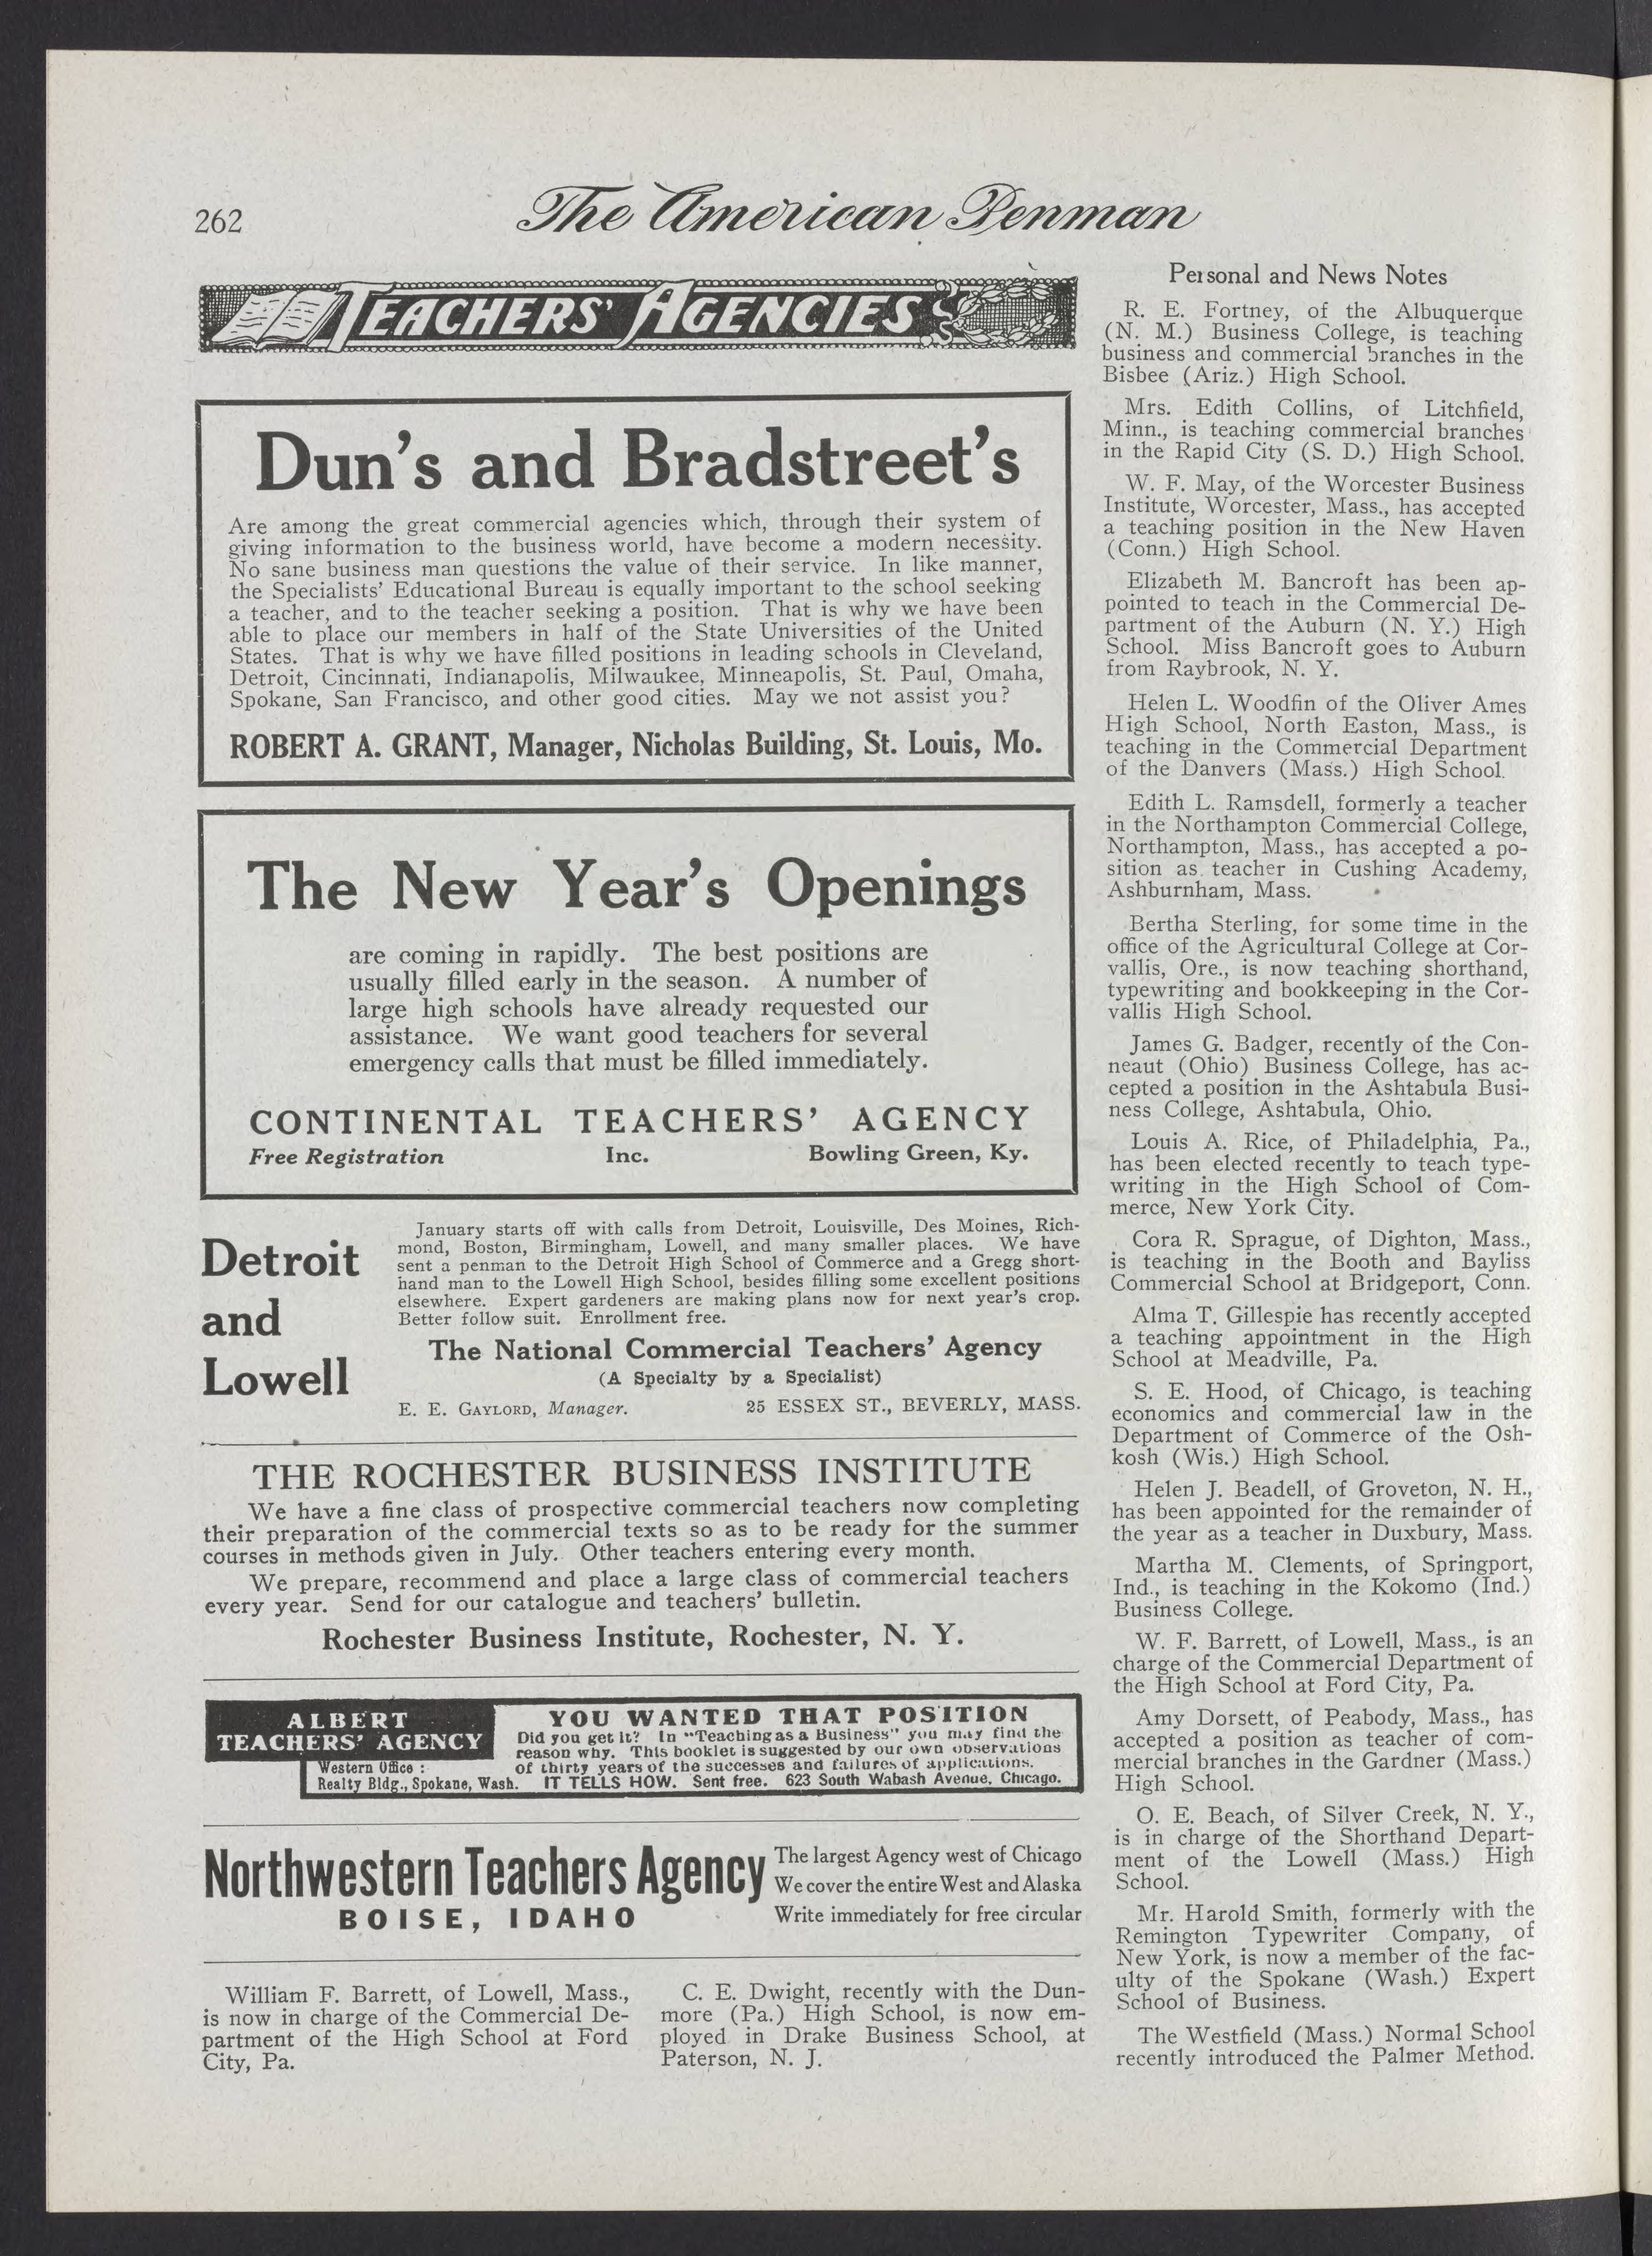 262
The American Penman
TEACHERS' AGENCIES
Dun's and Bradstreet's
Are among the great commercial agencies which, through their system of
giving information to the business world, have become a modern necessity.
No sane business man questions the value of their service. In like manner,
the Specialists' Educational Bureau is equally important to the school seeking
a teacher, and to the teacher seeking a position. That is why we have been
able to place our members in half of the State Universities of the United
States. That is why we have filled positions in leading schools in Cleveland,
Detroit, Cincinnati, Indianapolis, Milwaukee, Minneapolis, St. Paul, Omaha,
Spokane, San Francisco, and other good cities. May we not assist you?
ROBERT A. GRANT, Manager, Nicholas Building, St. Louis, Mo.
The New Year's Openings
are coming in rapidly. The best positions are
usually filled early in the season. A number of
large high schools have already requested our
assistance. We want good teachers for several
emergency calls that must be filled immediately.
CONTINENTAL TEACHERS' AGENCY
Free Registration Inc. Bowling Green, Ky.
Detroit
and
Lowell
January starts off with calls from Detroit, Louisville, Des Moines, Rich-
mond, Boston, Birmingham, Lowell, and many smaller places. We have
sent a penman to the Detroit High School of Commerce and a Gregg short-
hand man to the Lowell High School, besides filling some excellent positions
elsewhere. Expert gardeners are making plans now for next year's crop.
Better follow suit. Enrollment free.
The National Commercial Teachers' Agency
(A Specialty by a Specialist)
E. E. GAYLORD, Manager. 25 ESSEX ST., BEVERLY, MASS.
THE ROCHESTER BUSINESS INSTITUTE
We have a fine class of prospective commercial teachers now completing
their preparation of the commercial texts so as to be ready for the summer
courses in methods given in July. Other teachers entering every month.
We prepare, recommend and place a large class of commercial teachers
every year. Send for our catalogue and teachers' bulletin.
Rochester Business Institute, Rochester, N. Y.
ALBERT
TEACHERS' AGENCY
Western Office :
Realty Bldg., Spokane, Wash.
YOU WANTED THAT POSITION
Did you get it? In "Teaching as a Business" you may find the
reason why. This booklet is suggested by our own observations
of thirty years of the successes and failures of applications.
IT TELLS HOW. Sent free. 623 South Wabash Avenue, Chicago.
Northwestern Teachers Agency
BOISE, IDAHO
The largest Agency west of Chicago
We cover the entire West and Alaska
Write immediately for free circular
William F. Barrett, of Lowell, Mass.,
is now in charge of the Commercial De-
partment of the High School at Ford
City, Pa.
C. E. Dwight, recently with the Dun-
more (Pa.) High School, is now em-
ployed in Drake Business School, at
Paterson, N. J.
Personal and News Notes
R. E. Fortney, of the Albuquerque
(N. M.) Business College, is teaching
business and commercial branches in the
Bisbee (Ariz.) High School.
Mrs. Edith Collins, of Litchfield,
Minn., is teaching commercial branches
in the Rapid City (S. D.) High School.
W. F. May, of the Worcester Business
Institute, Worcester, Mass., has accepted
a teaching position in the New Haven
(Conn.) High School.
Elizabeth M. Bancroft has been ap-
pointed to teach in the Commercial De-
partment of the Auburn (N. Y.) High
School. Miss Bancroft goes to Auburn
from Raybrook, N. Y.
Helen L. Woodfin of the Oliver Ames
High School, North Easton, Mass., is
teaching in the Commercial Department
of the Danvers (Mass.) High School.
Edith L. Ramsdell, formerly a teacher
in the Northampton Commercial College,
Northampton, Mass., has accepted a po-
sition as teacher in Cushing Academy,
Ashburnham, Mass.
Bertha Sterling, for some time in the
office of the Agricultural College at Cor-
vallis, Ore., is now teaching shorthand,
typewriting and bookkeeping in the Cor-
vallis High School.
James G. Badger, recently of the Con-
neaut (Ohio) Business College, has ac-
cepted a position in the Ashtabula Busi-
ness College, Ashtabula, Ohio.
Louis A. Rice, of Philadelphia, Pa.,
has been elected recently to teach type-
writing in the High School of Com-
merce, New York City.
Cora R. Sprague, of Dighton, Mass.,
is teaching in the Booth and Bayliss
Commercial School at Bridgeport, Conn.
Alma T. Gillespie has recently accepted
a teaching appointment in the High
School at Meadville, Pa.
S. E. Hood, of Chicago, is teaching
economics and commercial law in the
Department of Commerce of the Osh-
kosh (Wis.) High School.
Helen J. Beadell, of Groveton, N. H.,
has been appointed for the remainder of
the year as a teacher in Duxbury, Mass.
Martha M. Clements, of Springport,
Ind., is teaching in the Kokomo (Ind.)
Business College.
W. F. Barrett, of Lowell, Mass., is an
charge of the Commercial Department of
the High School at Ford City, Pa.
Amy Dorsett, of Peabody, Mass., has
accepted a position as teacher of com-
mercial branches in the Gardner (Mass.)
High School.
O. E. Beach, of Silver Creek, N. Y.,
is in charge of the Shorthand Depart-
ment of the Lowell (Mass.) High
School.
Mr. Harold Smith, formerly with the
Remington Typewriter Company, of
New York, is now a member of the fac-
ulty of the Spokane (Wash.) Expert
School of Business.
The Westfield (Mass.) Normal School
recently introduced the Palmer Method.